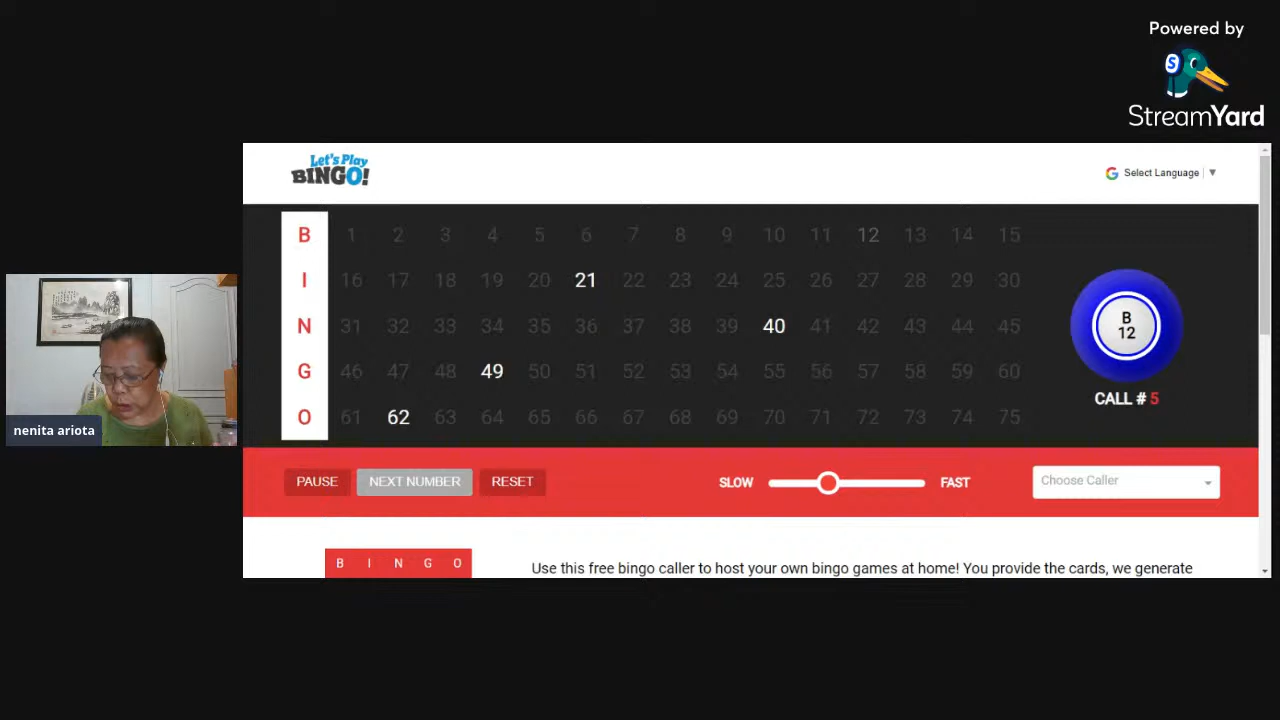 Powered by
S
StreamYard
Let's Play
BINGO!
Select Language
B 1 2 3 4 5 6 7 8 9 10 11 12 13 14 15
I 16 17 18 19 20 21 22 23 24 25 26 27 28 29 30
N 31 32 33 34 35 36 37 38 39 40 41 42 43 44 45
G 46 47 48 49 50 51 52 53 54 55 56 57 58 59 60
O 61 62 63 64 65 66 67 68 69 70 71 72 73 74 75
B
12
CALL # 5
nenita ariota
PAUSE NEXT NUMBER RESET SLOW FAST Choose Caller
B I N G O
Use this free bingo caller to host your own bingo games at home! You provide the cards, we generate